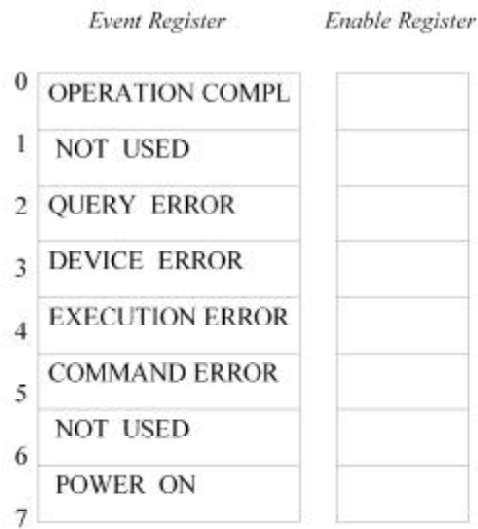 Event Register Enable Register
0 OPERATION COMPL
1 NOT USED
2 QUERY ERROR
3 DEVICE ERROR
4 EXECUTION ERROR
5 COMMAND ERROR
6 NOT USED
7 POWER ON